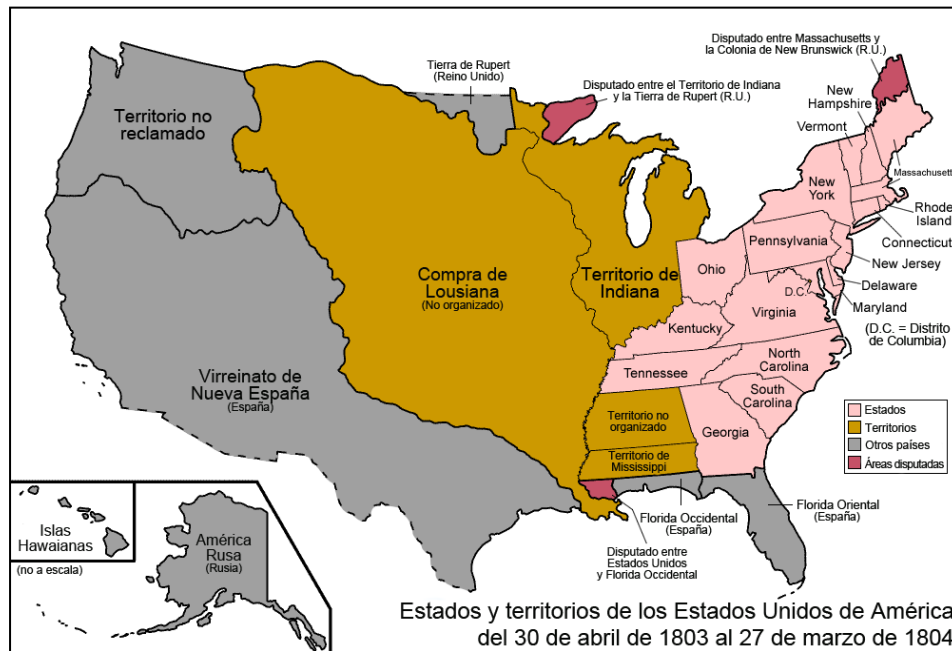 Disputado entre Massachusetts y
la Colonia de New Brunswick (R.U.)
Tierra de Rupert
(Reino Unido)
Disputado entre el Territorio de Indiana
y la Tierra de Rupert (R.U.)
New
Hampshire
Vermont
Territorio no
reclamado
Massachusett
New
York
Rhode
Island
Connecticut
Pennsylvania
New Jersey
Ohio
Compra de
Lousiana
(No organizado)
Territorio de
Indiana
D.C.
Delaware
Maryland
Virginia
(D.C. = Distrito
de Columbia)
Kentucky
North
Carolina
Tennessee
Virreinato de
Nueva España
(España)
South
Carolina
Territorio no
organizado
Georgia
Territorio de
Mississippi
Estados
Territorios
Otros países
Áreas disputadas
Florida Occidental
(España)
Florida Oriental
(España)
Disputado entre
Estados Unidos
y Florida Occidental
Islas
Hawaianas
(no a escala)
América
Rusa
(Rusia)
Estados y territorios de los Estados Unidos de América
del 30 de abril de 1803 al 27 de marzo de 1804